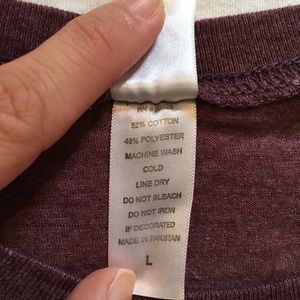 52% COTTON
48% POLYESTER
MACHINE WASH
COLD
LINE DRY
DO NOT BLEACH
DO NOT IRON
IF DECORATED
MADE IN PAKISTAN
L